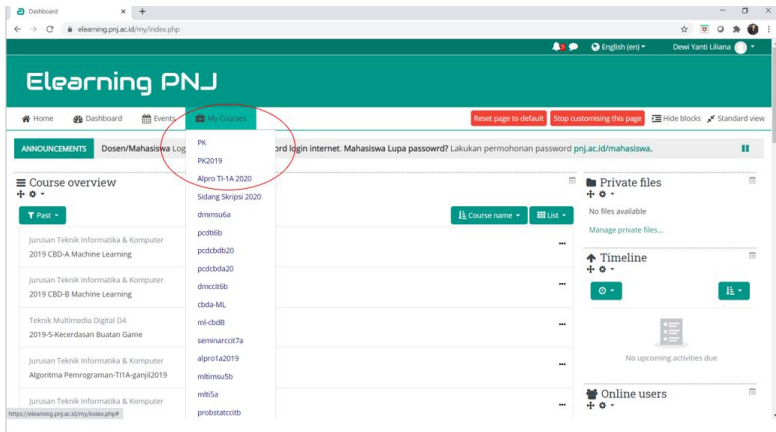 Dashboard
elearning.pnj.ac.id/my/index.php
English (en)
Dewi Yanti Liliana
Elearning PNJ
Home
Dashboard
Events
My Courses
Reset page to default
Stop customising this page
Hide blocks
Standard view
ANNOUNCEMENTS
Dosen/Mahasiswa Log
ord login internet. Mahasiswa Lupa passowrd? Lakukan permohonan password pnj.ac.id/mahasiswa.
PK
PK2019
Alpro TI-1A 2020
Sidang Skripsi 2020
dmmsu6a
pcdti6b
pcdcbdb20
pcdcbda20
dmccit6b
cbda-ML
ml-cbdB
seminarccit7a
alpro1a2019
mltimsu5b
mlti5a
probstatccitb
Course overview
Past
Course name
List
Jurusan Teknik Informatika & Komputer
2019 CBD-A Machine Learning
Jurusan Teknik Informatika & Komputer
2019 CBD-B Machine Learning
Teknik Multimedia Digital D4
2019-5-Kecerdasan Buatan Game
Jurusan Teknik Informatika & Komputer
Algoritma Pemrograman-TI1A-ganjil2019
Jurusan Teknik Informatika & Komputer
Private files
No files available
Manage private files...
Timeline
No upcoming activities due
Online users
https://elearning.pnj.ac.id/my/index.php#